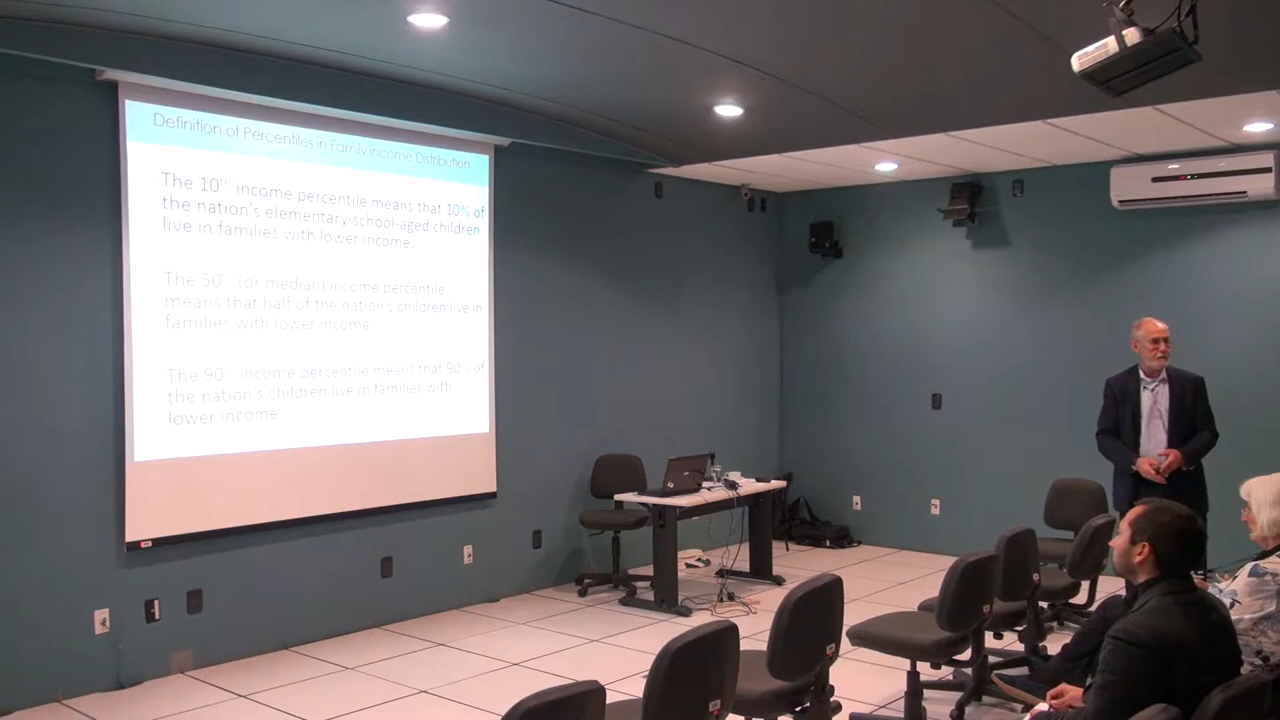 Definition of Percentiles in Family Income Distribution
The 10th income percentile means that 10% of
the nation's elementary-school-aged children
live in families with lower income
The 50th (or median) income percentile
means that half of the nation's children live in
families with lower income
The 90th income percentile means that 90% of
the nation's children live in families with
lower income